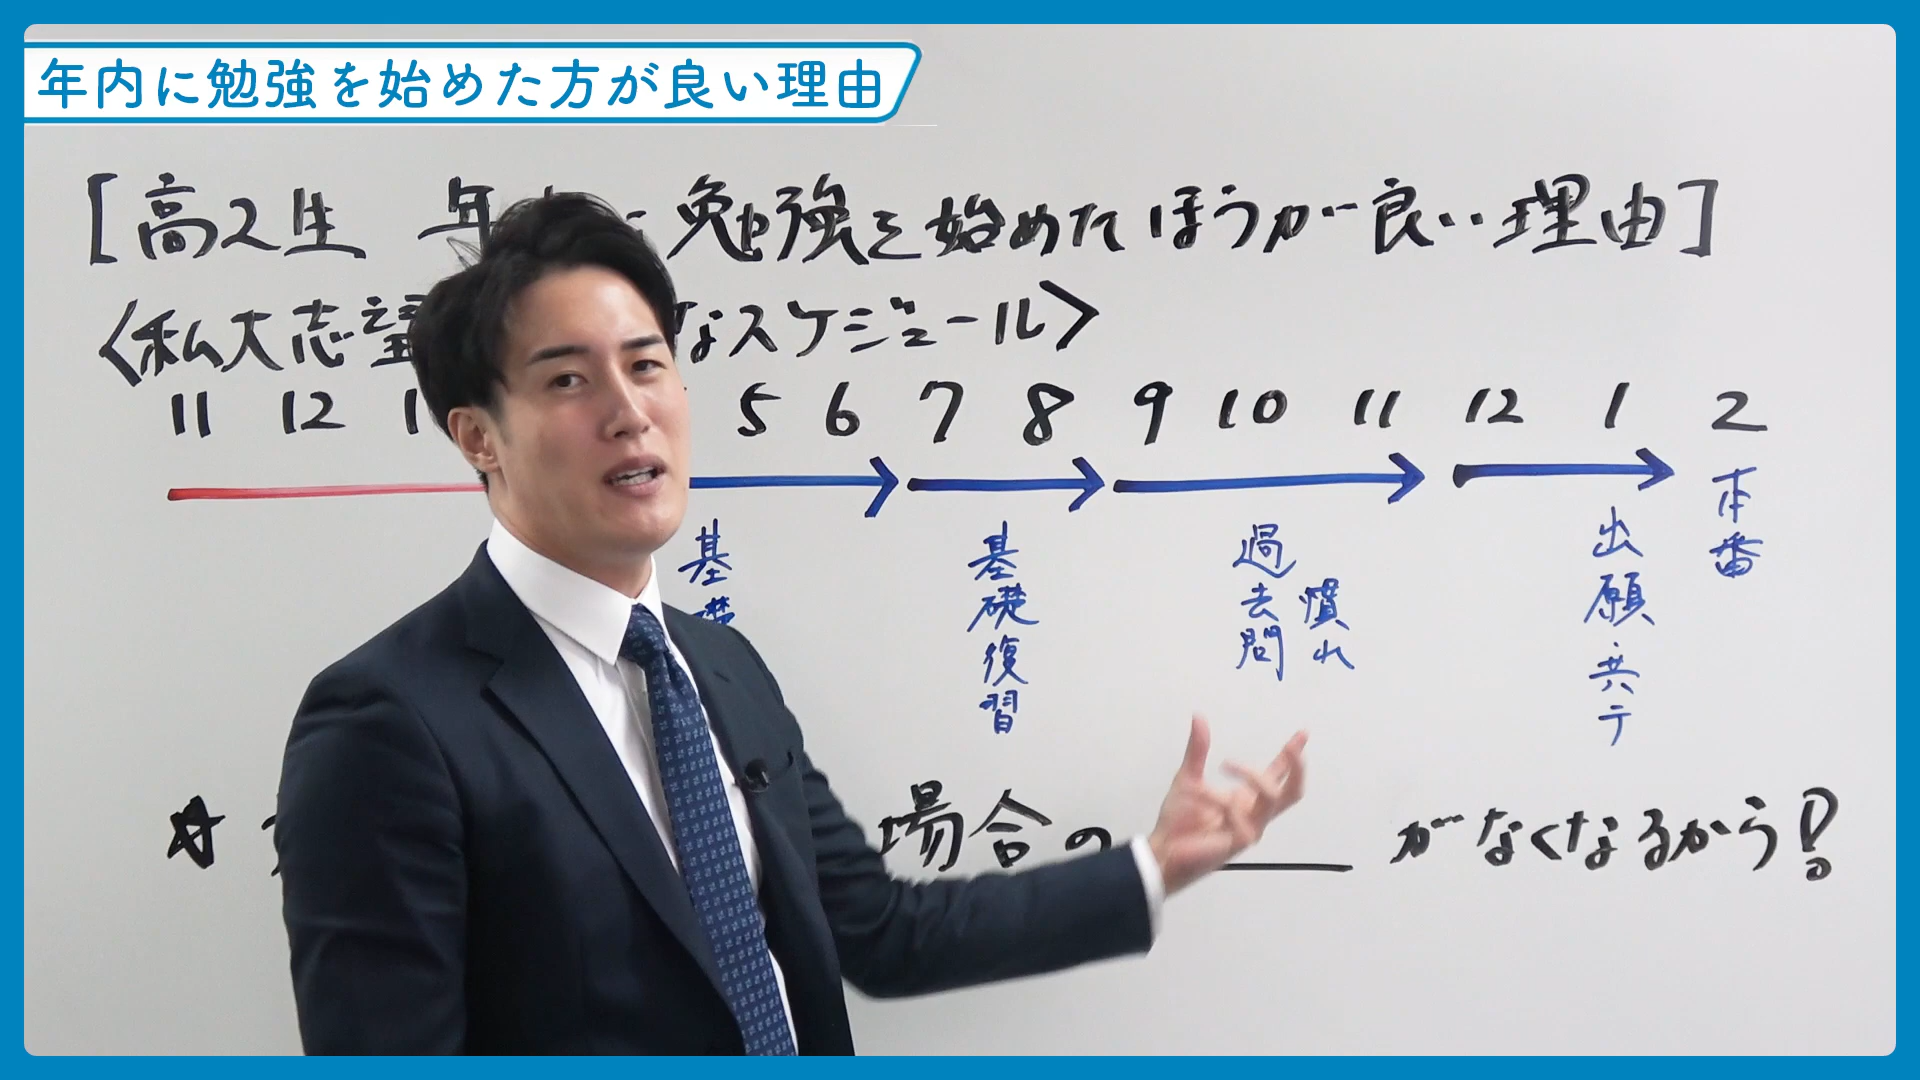 年内に勉強を始めた方が良い理由
[高2生 年 勉強を始めたほうが良い理由]
〈私大志望 なスケジュール〉
11 12 1 5 6 7 8 9 10 11 12 1 2
基礎
基礎復習
過去問
慣れ
出願・共テ
本番
場合の がなくなるから!